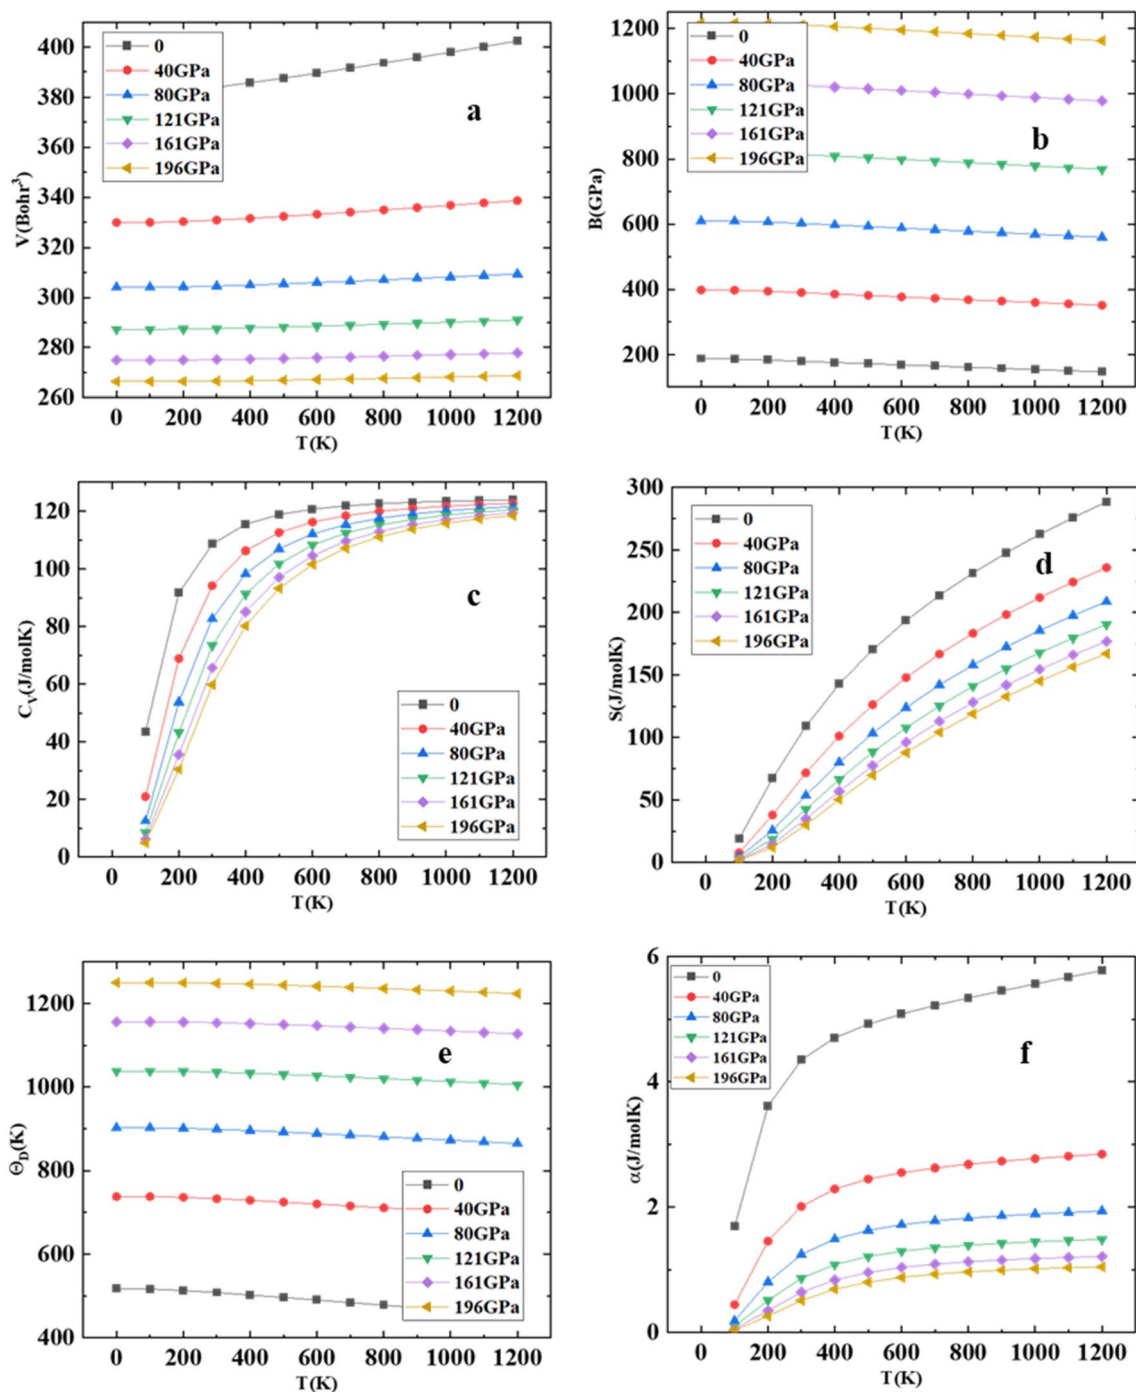 0
40GPa
80GPa
121GPa
161GPa
196GPa
a
V(Bohr³)
400
380
360
340
320
300
280
260
0 200 400 600 800 1000 1200
T(K)
0
40GPa
80GPa
121GPa
161GPa
196GPa
b
B(GPa)
1200
1000
800
600
400
200
0 200 400 600 800 1000 1200
T(K)
c
0
40GPa
80GPa
121GPa
161GPa
196GPa
C_V(J/molK)
120
100
80
60
40
20
0
0 200 400 600 800 1000 1200
T(K)
0
40GPa
80GPa
121GPa
161GPa
196GPa
d
S(J/molK)
300
250
200
150
100
50
0
0 200 400 600 800 1000 1200
T(K)
e
0
40GPa
80GPa
121GPa
161GPa
196GPa
Θ_D(K)
1200
1000
800
600
400
0 200 400 600 800 1000 1200
T(K)
0
40GPa
80GPa
121GPa
161GPa
196GPa
f
α(J/molK)
6
4
2
0
0 200 400 600 800 1000 1200
T(K)